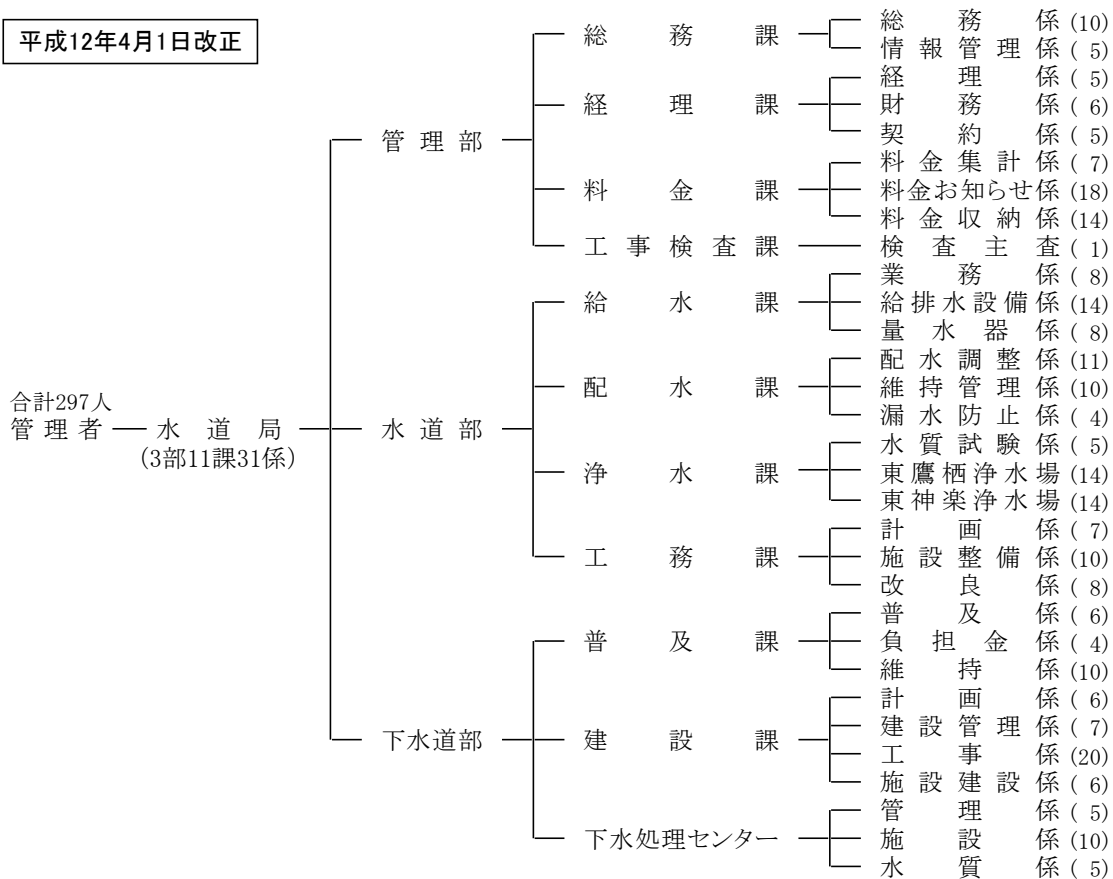 平成12年4月1日改正
合計297人
管理者
水道局
(3部11課31係)
管理部
総務課
総務係(10)
情報管理係( 5)
経理課
経理係( 5)
財務係( 6)
契約係( 5)
料金課
料金集計係( 7)
料金お知らせ係(18)
料金収納係(14)
工事検査課
検査主査( 1)
水道部
給水課
業務係( 8)
給排水設備係(14)
量水器係( 8)
配水課
配水調整係(11)
維持管理係(10)
漏水防止係( 4)
浄水課
水質試験係( 5)
東鷹栖浄水場(14)
東神楽浄水場(14)
工務課
計画係( 7)
施設整備係(10)
改良係( 8)
下水道部
普及課
普及係( 6)
負担金係( 4)
維持係(10)
建設課
計画係( 6)
建設管理係( 7)
工事係(20)
施設建設係( 6)
下水処理センター
管理係( 5)
施設係(10)
水質係( 5)